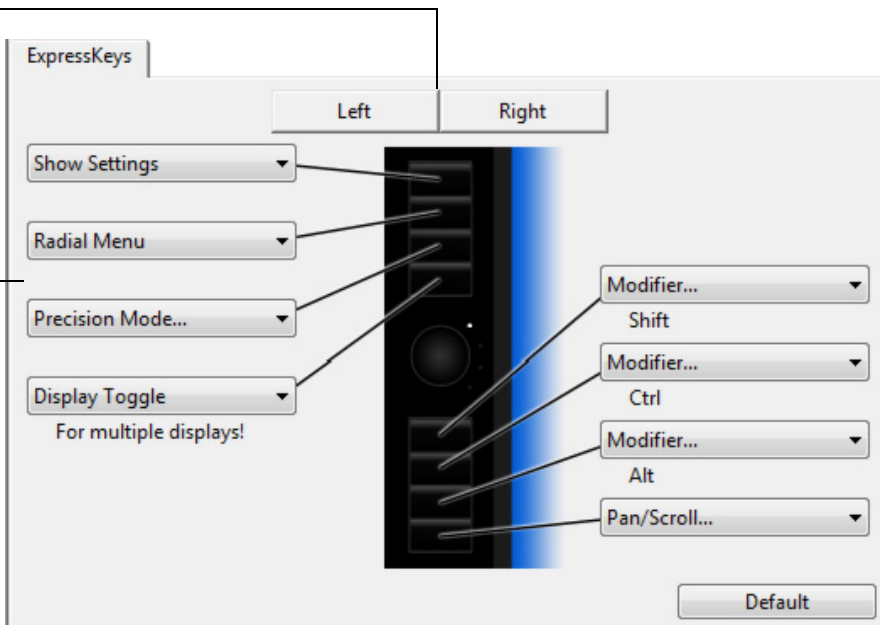 ExpressKeys
Left
Right
Show Settings
Radial Menu
Precision Mode...
Display Toggle
For multiple displays!
Modifier...
Shift
Modifier...
Ctrl
Modifier...
Alt
Pan/Scroll...
Default